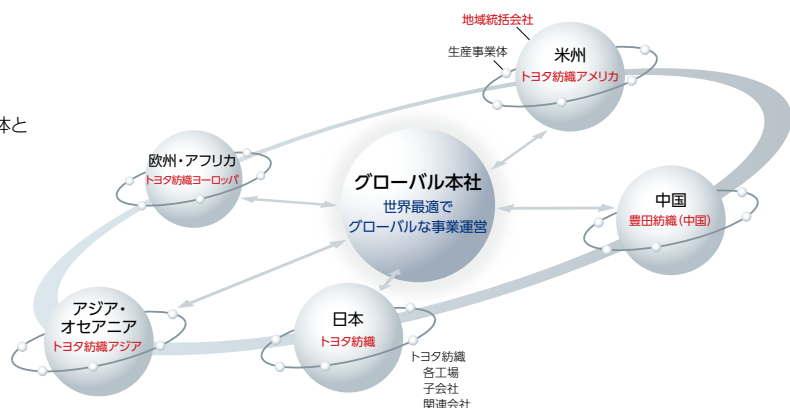 地域統括会社
生産事業体
米州
トヨタ紡織アメリカ
体と
欧州・アフリカ
トヨタ紡織ヨーロッパ
グローバル本社
世界最適で
グローバルな事業運営
中国
豊田紡織(中国)
アジア・
オセアニア
トヨタ紡織アジア
日本
トヨタ紡織
トヨタ紡織
各工場
子会社
関連会社